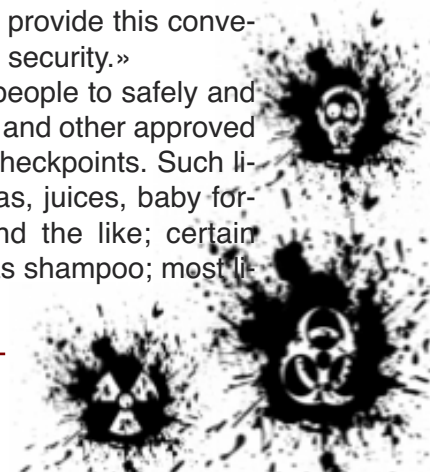 provide this conve-
security.»
people to safely and
and other approved
heckpoints. Such li-
as, juices, baby for-
nd the like; certain
s shampoo; most li-